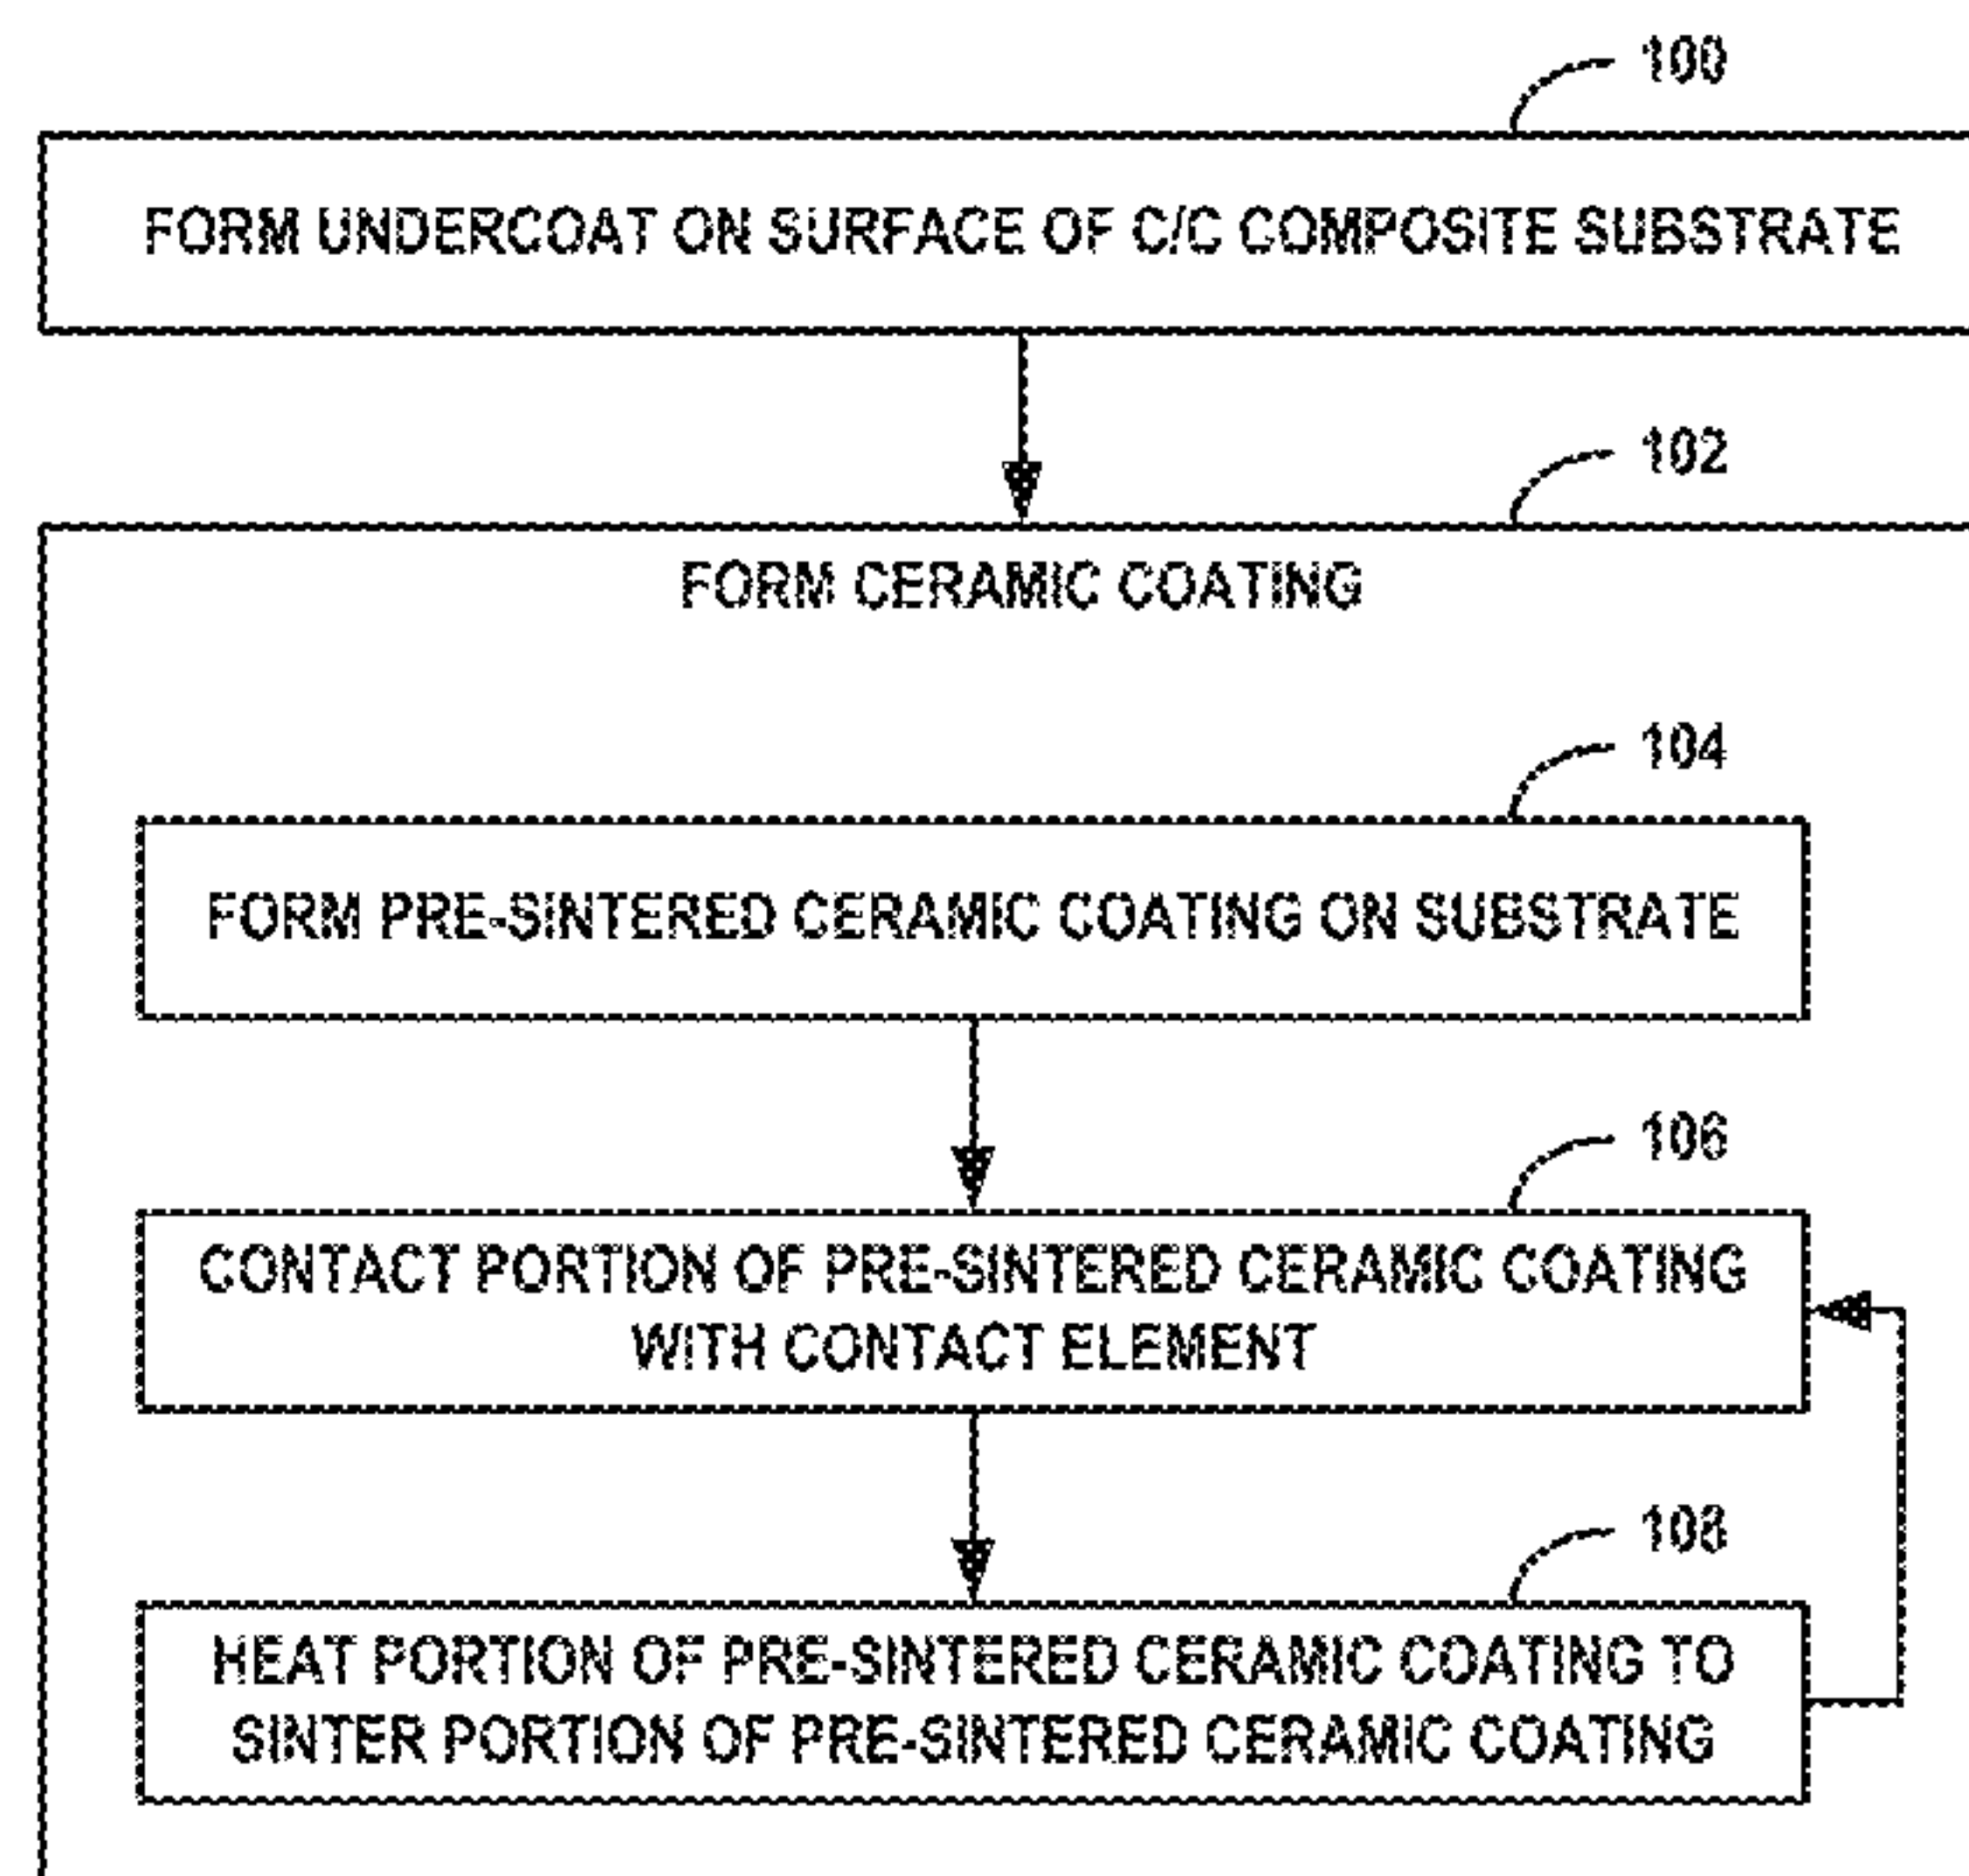 100
FORM UNDERCOAT ON SURFACE OF C/C COMPOSITE SUBSTRATE
102
FORM CERAMIC COATING
104
FORM PRE-SINTERED CERAMIC COATING ON SUBSTRATE
106
CONTACT PORTION OF PRE-SINTERED CERAMIC COATING
WITH CONTACT ELEMENT
108
HEAT PORTION OF PRE-SINTERED CERAMIC COATING TO
SINTER PORTION OF PRE-SINTERED CERAMIC COATING